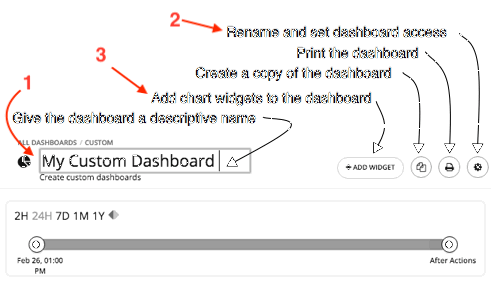 2
Rename and set dashboard access
Print the dashboard
3
Create a copy of the dashboard
1
Add chart widgets to the dashboard
Give the dashboard a descriptive name
ALL DASHBOARDS / CUSTOM
My Custom Dashboard
+ ADD WIDGET
Create custom dashboards
2H 24H 7D 1M 1Y
Feb 26, 01:00
PM
After Actions